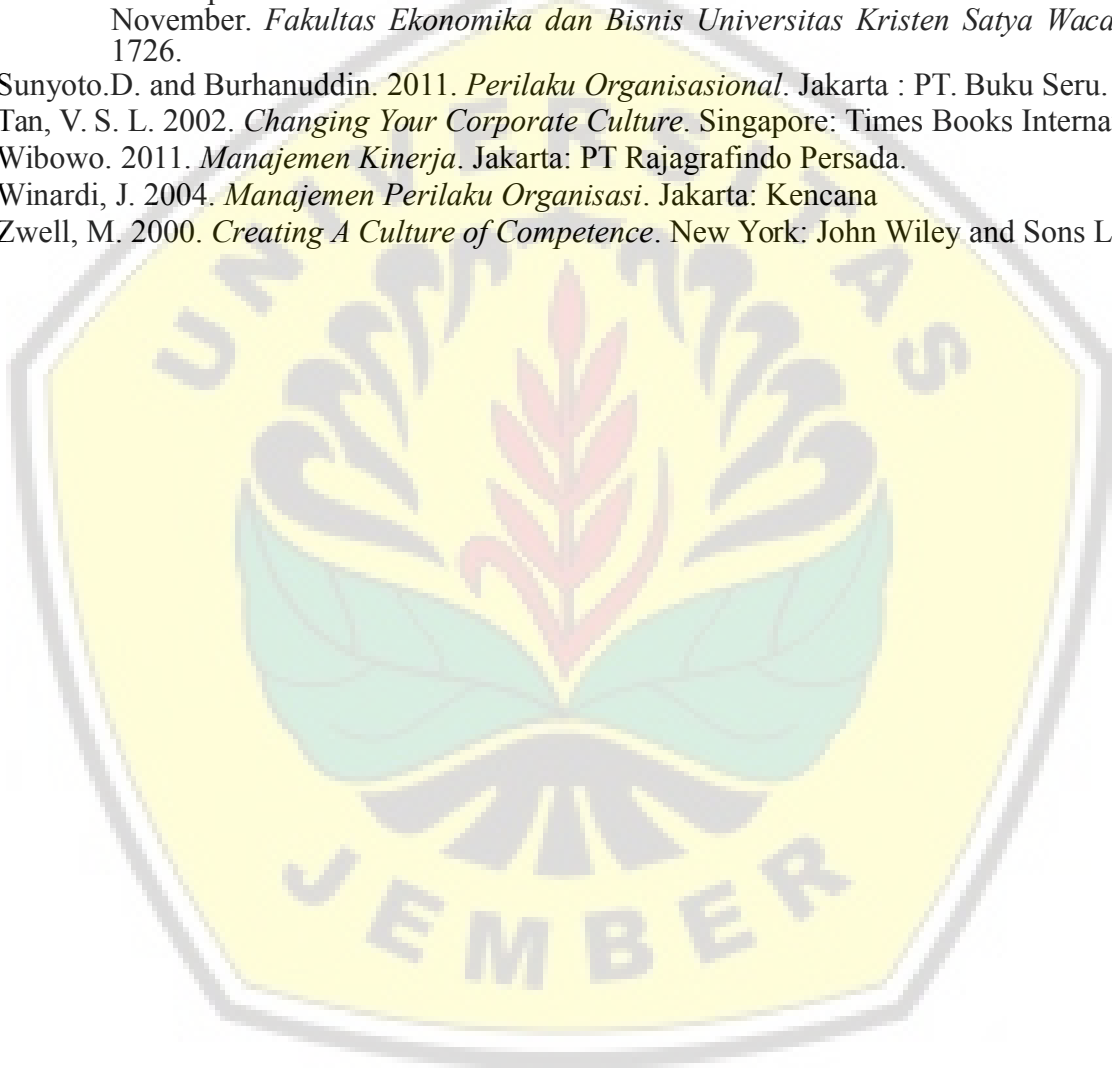 November. Fakultas Ekonomika dan Bisnis Universitas Kristen Satya
1726.
Sunyoto.D. and Burhanuddin. 2011. Perilaku Organisasional. Jakarta : PT. Buku Seru.
Tan, V. S. L. 2002. Changing Your Corporate Culture. Singapore: Times Books
Wibowo. 2011. Manajemen Kinerja. Jakarta: PT Rajagrafindo Persada.
Winardi, J. 2004. Manajemen Perilaku Organisasi. Jakarta: Kencana
Zwell, M. 2000. Creating A Culture of Competence. New York: John Wiley and Sons
UNIVERSITAS
JEMBER